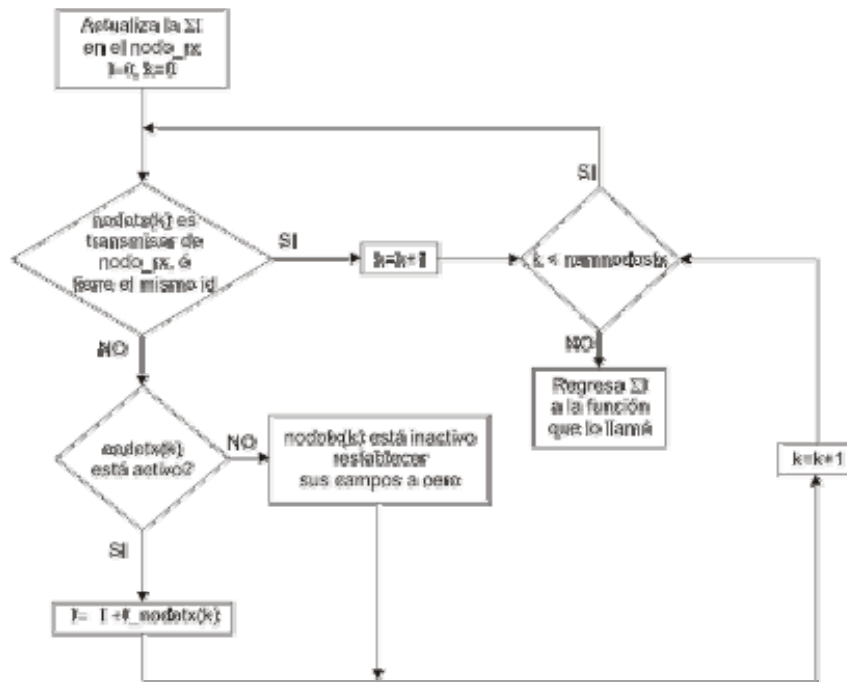 Actualiza la ΣI
en el nodo_rx
I=0, k=0
SI
nodotx(k) es
transmisor de
nodo_rx, ó
tiene el mismo id
SI
k=k+1
k < numnodostx
NO
NO
Regresa ΣI
a la función
que lo llamó
nodotx(k)
está activo?
NO
nodotx(k) está inactivo
restablecer
sus campos a cero
k=k+1
SI
I= I +I_nodotx(k)